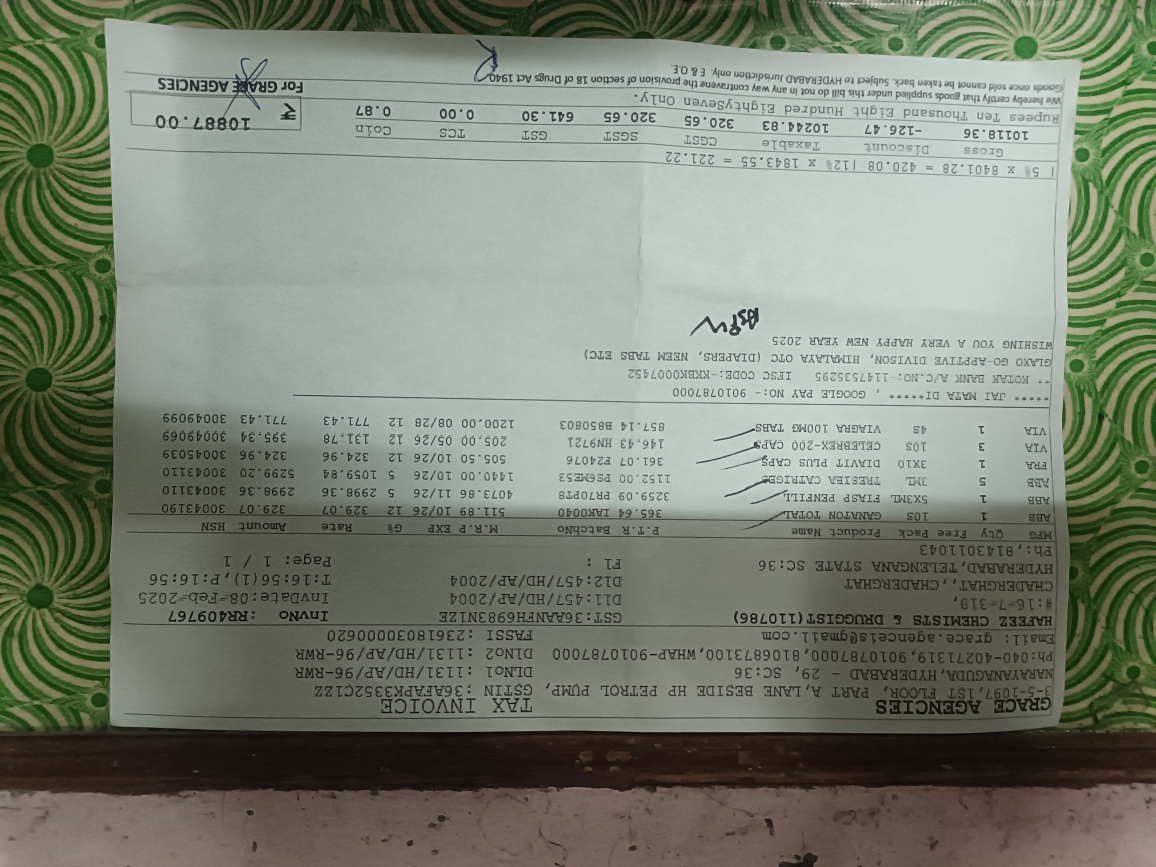 GRACE AGENCIES TAX INVOICE
3-5-1097,1ST FLOOR, PART A,LANE BESIDE HP PETROL PUMP, GSTIN :36AFAPK3352C1ZZ
NARAYANAGUDA,HYDERABAD - 29, SC:36 DLNO1 :1131/HD/AP/96-RWR
Ph:040-40271319,9010787000,8106873100,WHAP-9010787000 DLNO2 :1131/HD/AP/96-RWR
Email: grace.agencies@gmail.com FASSI :23618030000620
HAFEEZ CHEMISTS & DRUGGIST(110786) GST:36AAHFH6983N1ZE InvNo :RR409767
#:16-7-319, Dl1:457/HD/AP/2004 InvDate:08-Feb-2025
CHADERGHAT,,CHADERGHAT Dl2:457/HD/AP/2004 T:16:56(1),P:16:56
HYDERABAD,TELENGANA STATE SC:36 Fl : Page: 1 / 1
Ph:,8143011043
MFG Qty Free Pack Product Name P.T.R BatchNo M.R.P EXP G% Rate Amount HSN
ABB 1 10S GANATON TOTAL 365.64 IAK0040 511.89 10/26 12 329.07 329.07 30043190
ABB 1 5X3ML FIASP PENFILL 3259.09 PR7OPT8 4073.86 11/26 5 2998.36 2998.36 30043110
ABB 5 3ML TRESIBA CATRIGES 1152.00 PS6ME53 1440.00 10/26 5 1059.84 5299.20 30043110
FRA 1 3X10 DIAVIT PLUS CAPS 361.07 F24076 505.50 10/26 12 324.96 324.96 30045039
VIA 3 10S CELEBREX-200 CAPS 146.43 HN9721 205.00 05/26 12 131.78 395.34 30049069
VIA 1 4S VIAGRA 100MG TABS 857.14 BB50803 1200.00 08/28 12 771.43 771.43 30049099
***** JAI MATA DI***** , GOOGLE PAY NO:- 9010787000
** KOTAK BANK A/C.NO:-1147535295 IFSC CODE:-KKBK0007452
GLAXO GO-APPTIVE DIVISON, HIMALAYA OTC (DIAPERS, NEEM TABS ETC)
WISHING YOU A VERY HAPPY NEW YEAR 2025
| 5% x 8401.28 = 420.08 |12% x 1843.55 = 221.22
Gross Discount Taxable CGST SGST GST TCS Coin
10118.36 -126.47 10244.83 320.65 320.65 641.30 0.00 0.87 ₹ 10887.00
Rupees Ten Thousand Eight Hundred EightySeven Only.
We hereby certify that goods supplied under this bill do not in any way contravene the provision of section 18 of Drugs Act 1940 For GRACE AGENCIES
Goods once sold cannot be taken back. Subject to HYDERABAD Jurisdiction only. E & O.E.